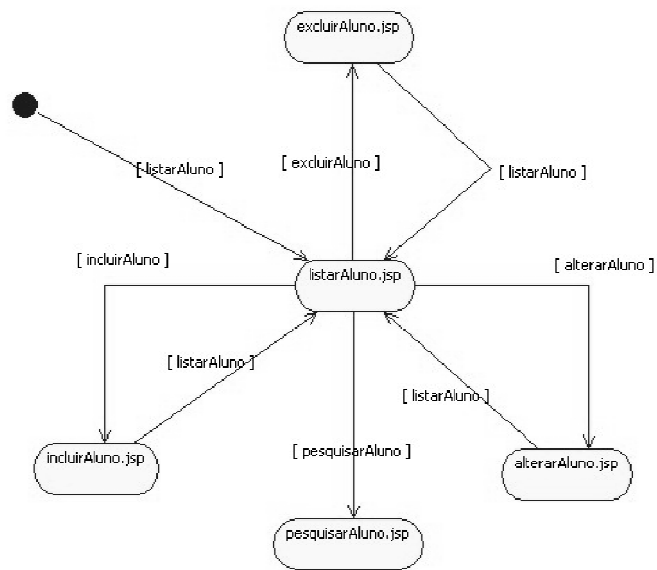 excluirAluno.jsp
[ listarAluno ]
[ excluirAluno ]
[ listarAluno ]
[ incluirAluno ]
listarAluno.jsp
[ alterarAluno ]
[ listarAluno ]
[ listarAluno ]
incluirAluno.jsp
[ pesquisarAluno ]
alterarAluno.jsp
pesquisarAluno.jsp